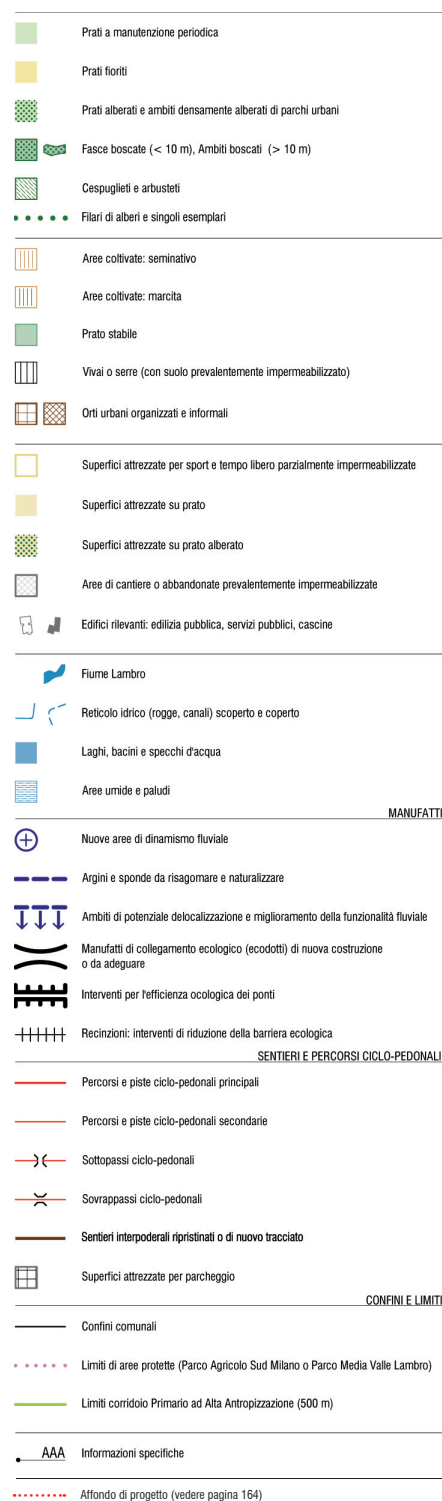 Prati a manutenzione periodica
Prati fioriti
Prati alberati e ambiti densamente alberati di parchi urbani
Fasce boscate (< 10 m), Ambiti boscati (> 10 m)
Cespuglieti e arbusteti
Filari di alberi e singoli esemplari
Aree coltivate: seminativo
Aree coltivate: marcita
Prato stabile
Vivai o serre (con suolo prevalentemente impermeabilizzato)
Orti urbani organizzati e informali
Superfici attrezzate per sport e tempo libero parzialmente impermeabilizzate
Superfici attrezzate su prato
Superfici attrezzate su prato alberato
Aree di cantiere o abbandonate prevalentemente impermeabilizzate
Edifici rilevanti: edilizia pubblica, servizi pubblici, cascine
Fiume Lambro
Reticolo idrico (rogge, canali) scoperto e coperto
Laghi, bacini e specchi d'acqua
Aree umide e paludi
MANUFATTI
Nuove aree di dinamismo fluviale
Argini e sponde da risagomare e naturalizzare
Ambiti di potenziale delocalizzazione e miglioramento della funzionalità fluviale
Manufatti di collegamento ecologico (ecodotti) di nuova costruzione
o da adeguare
Interventi per l'efficienza ocologica dei ponti
Recinzioni: interventi di riduzione della barriera ecologica
SENTIERI E PERCORSI CICLO-PEDONALI
Percorsi e piste ciclo-pedonali principali
Percorsi e piste ciclo-pedonali secondarie
Sottopassi ciclo-pedonali
Sovrappassi ciclo-pedonali
Sentieri interpoderali ripristinati o di nuovo tracciato
Superfici attrezzate per parcheggio
CONFINI E LIMITI
Confini comunali
Limiti di aree protette (Parco Agricolo Sud Milano o Parco Media Valle Lambro)
Limiti corridoio Primario ad Alta Antropizzazione (500 m)
AAA Informazioni specifiche
Affondo di progetto (vedere pagina 164)